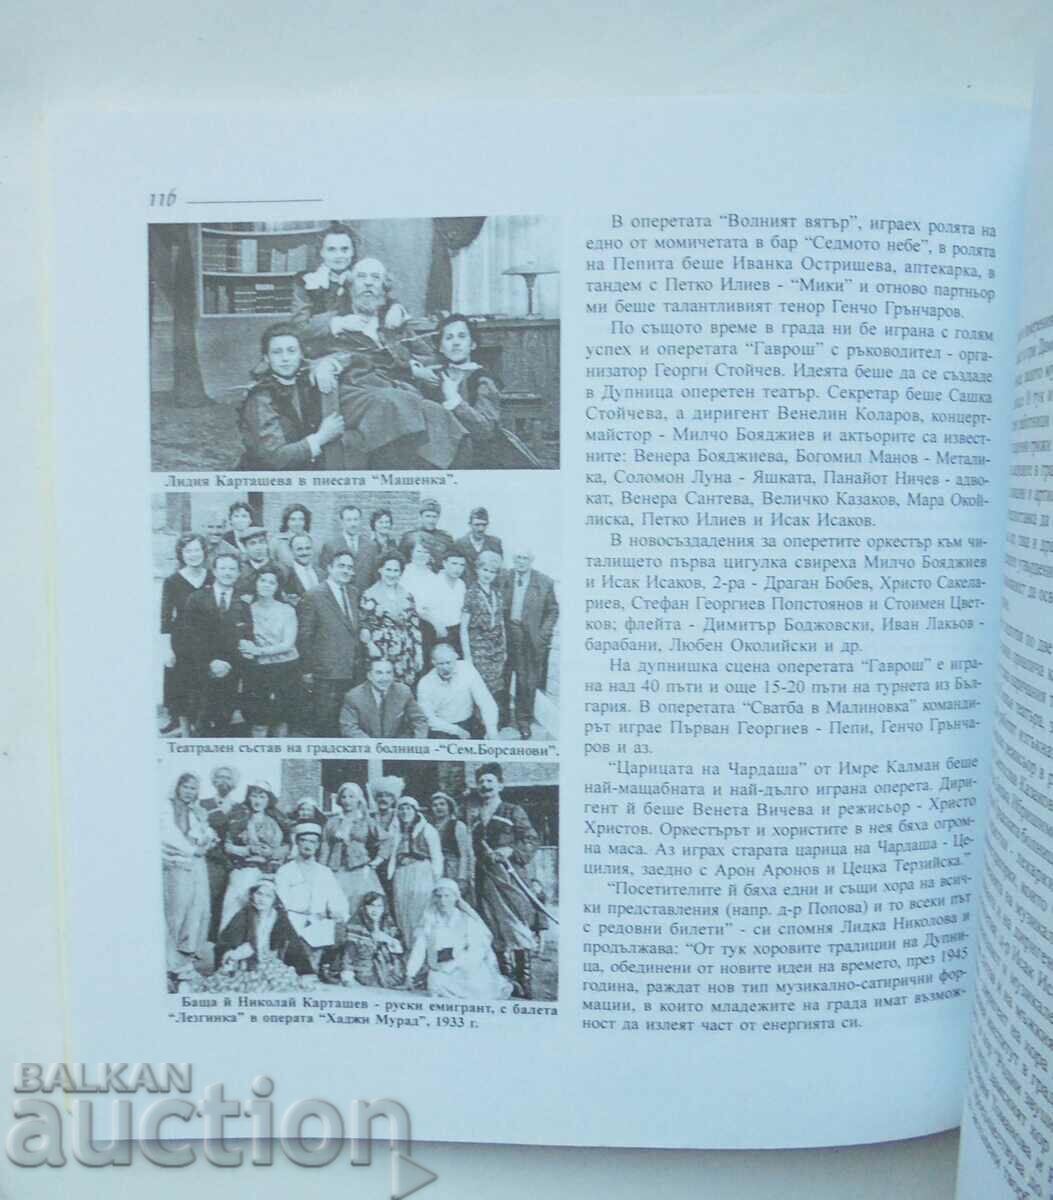 116
Лидия Карташева в пиесата “Машенка”.
Театрален състав на градската болница -“Сем.Борсанови”.
Баща й Николай Карташев - руски емигрант, с балета
“Лезгинка” в операта “Хаджи Мурад”, 1933 г.
В оперетата “Волният вятър”, играех ролята на
едно от момичетата в бар “Седмото небе”, в ролята
на Пепита беше Иванка Остришева, аптекарка, в
тандем с Петко Илиев - “Мики” и отново партньор
ми беше талантливият тенор Генчо Грънчаров.
По същото време в града ни бе играна с голям
успех и оперетата “Гаврош” с ръководител - орга-
низатор Георги Стойчев. Идеята беше да се създаде
в Дупница оперетен театър. Секретар беше Сашка
Стойчева, а диригент Венелин Коларов, концерт-
майстор - Милчо Бояджиев и актьорите са извест-
ните: Венера Бояджиева, Богомил Манов - Метали-
ка, Соломон Луна - Яшката, Панайот Ничев - адво-
кат, Венера Сантева, Величко Казаков, Мара Окой-
лиска, Петко Илиев и Исак Исаков.
В новосъздадения за оперетите оркестър към чи-
талището първа цигулка свиреха Милчо Бояджиев
и Исак Исаков, 2-ра - Драган Бобев, Христо Сакела-
риев, Стефан Георгиев Попстоянов и Стоимен Цвет-
ков; флейта - Димитър Боджовски, Иван Лакьов -
барабани, Любен Околийски и др.
На дупнишка сцена оперетата “Гаврош” е игра-
на над 40 пъти и още 15-20 пъти на турнета из Бъл-
гария. В оперетата “Сватба в Малиновка” команди-
рът играе Първан Георгиев - Пепи, Генчо Грънча-
ров и аз.
“Царицата на Чардаша” от Имре Калман беше
най-мащабната и най-дълго играна оперета. Дири-
гент й беше Венета Вичева и режисьор - Христо
Христов. Оркестърът и хористите в нея бяха огром-
на маса. Аз играх старата царица на Чардаша - Це-
цилия, заедно с Арон Аронов и Цецка Терзийска.”
“Посетителите й бяха едни и същи хора на всич-
ки представления (напр. д-р Попова) и то всеки път
с редовни билети” - си спомня Лидка Николова и
продължава: “От тук хоровите традиции на Дупни-
ца, обединени от новите идеи на времето, през 1945
година, раждат нов тип музикално-сатирични фор-
мации, в които младежите на града имат възмож-
ност да излеят част от енергията си.
BALKAN
auction